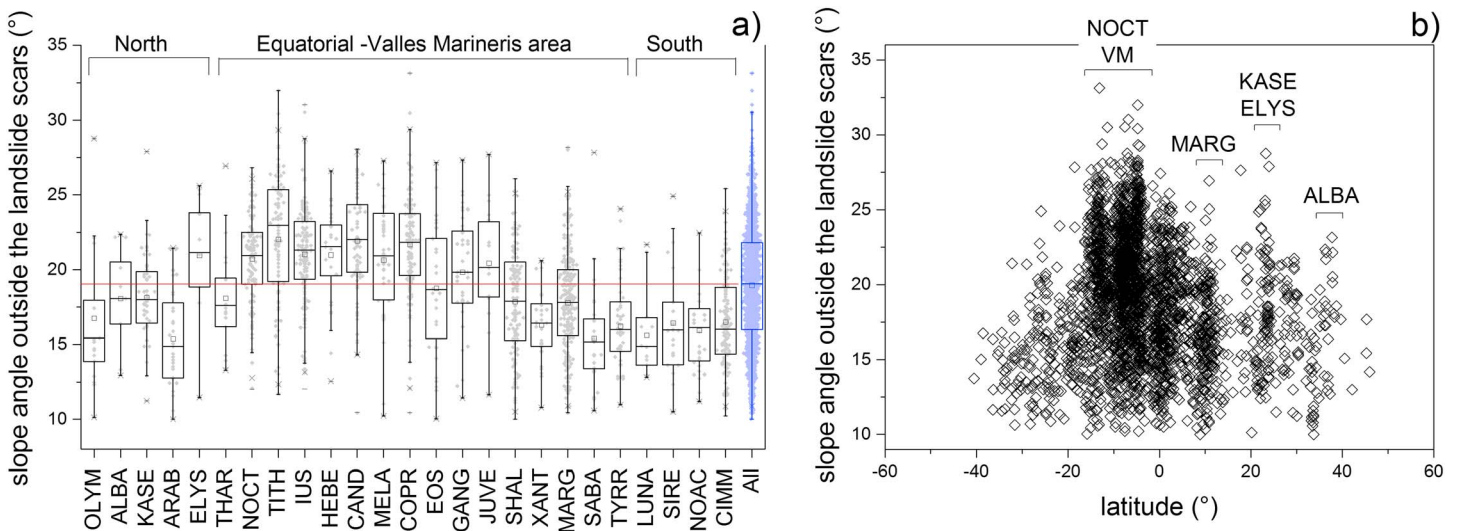 a)
North
Equatorial -Valles Marineris area
South
slope angle outside the landslide scars (°)
35
30
25
20
15
10
OLYM
ALBA
KASE
ARAB
ELYS
THAR
NOCT
TITH
IUS
HEBE
CAND
MELA
COPR
EOS
GANG
JUVE
SHAL
XANT
MARG
SABA
TYRR
LUNA
SIRE
NOAC
CIMM
All
b)
NOCT
VM
KASE
ELYS
MARG
ALBA
slope angle outside the landslide scars (°)
35
30
25
20
15
10
-60
-40
-20
0
20
40
60
latitude (°)